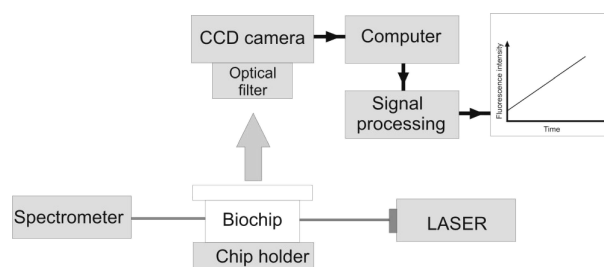 CCD camera
Computer
Optical
filter
Signal
processing
Fluorescence intensity
Time
Spectrometer
Biochip
LASER
Chip holder